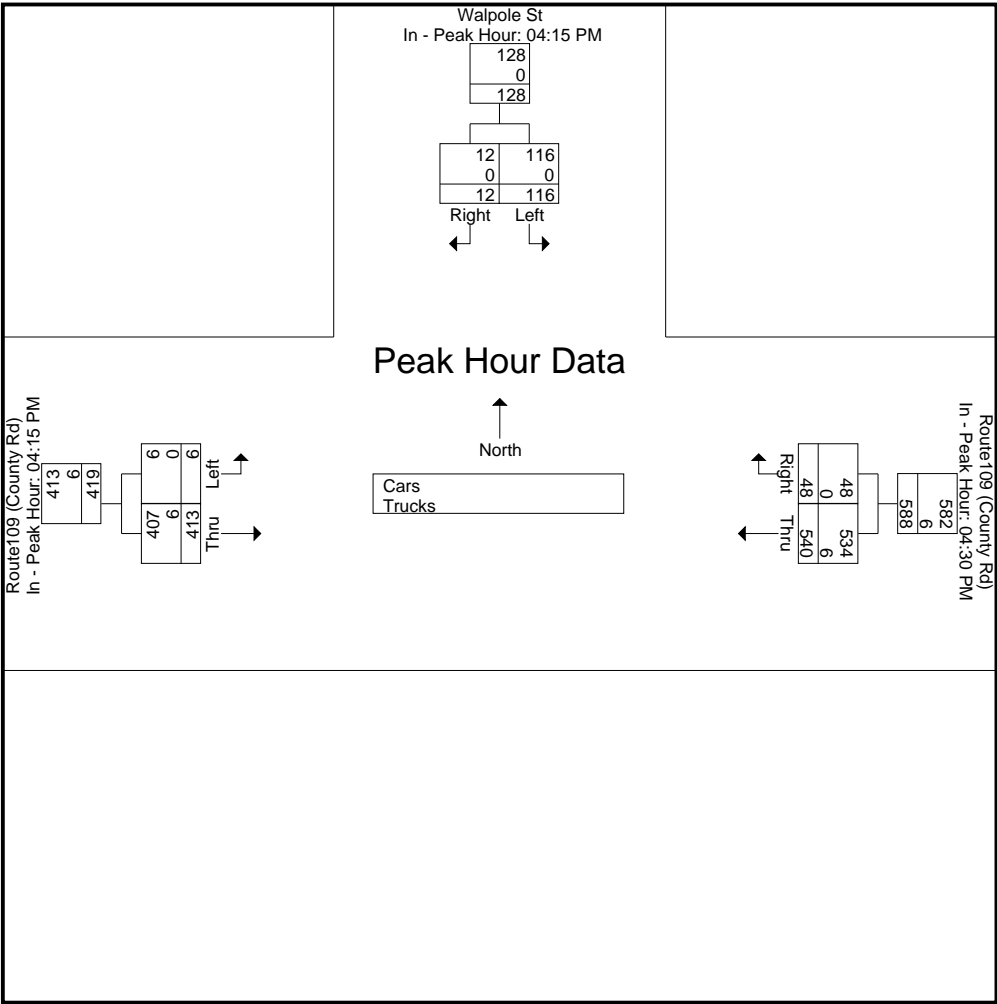 Walpole St
In - Peak Hour: 04:15 PM
128
0
128
12 116
0 0
12 116
Right Left
Peak Hour Data
North
Cars
Trucks
Route109 (County Rd)
In - Peak Hour: 04:15 PM
413
6
419
6 0 6
Left
407 6 413
Thru
Route109 (County Rd)
In - Peak Hour: 04:30 PM
582
6
588
48 0 48
Right
534 6 540
Thru